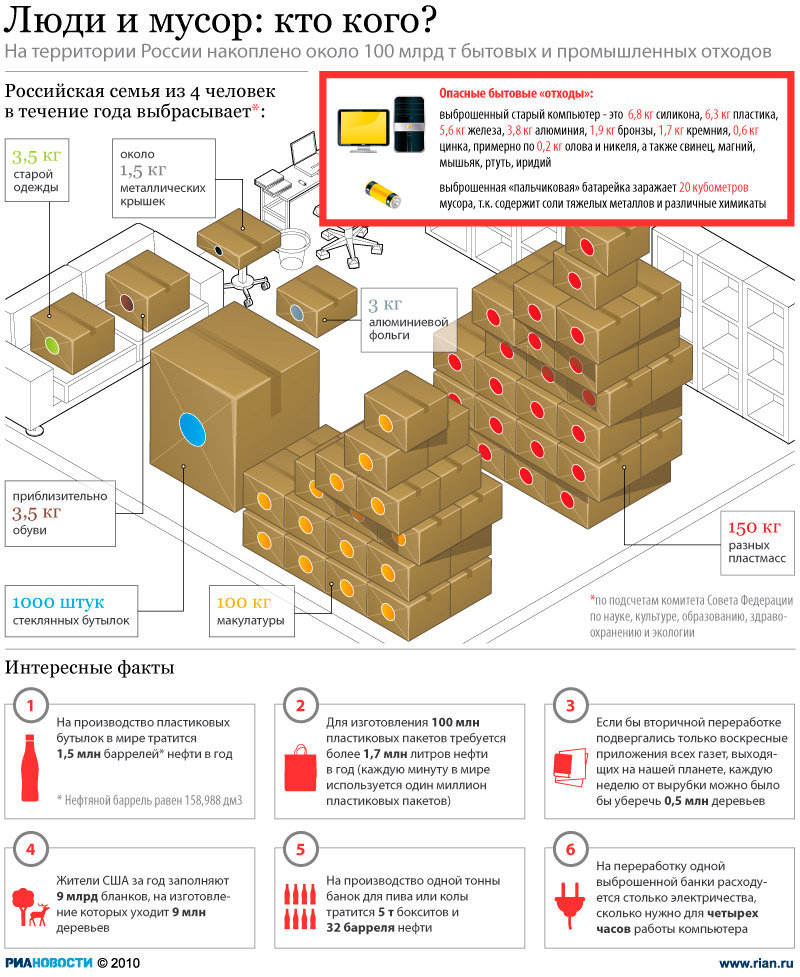 Люди и мусор: кто кого?
На территории России накоплено около 100 млрд т бытовых и промышленных отходов
Российская семья из 4 человек
в течение года выбрасывает*:
Опасные бытовые «отходы»:
выброшенный старый компьютер - это 6,8 кг силикона, 6,3 кг пластика,
5,6 кг железа, 3,8 кг алюминия, 1,9 кг бронзы, 1,7 кг кремния, 0,6 кг
цинка, примерно по 0,2 кг олова и никеля, а также свинец, магний,
мышьяк, ртуть, иридий
выброшенная «пальчиковая» батарейка заражает 20 кубометров
мусора, т.к. содержит соли тяжелых металлов и различные химикаты
3,5 кг
старой
одежды
около
1,5 кг
металлических
крышек
3 кг
алюминиевой
фольги
приблизительно
3,5 кг
обуви
1000 штук
стеклянных бутылок
100 кг
макулатуры
150 кг
разных
пластмасс
*по подсчетам комитета Совета Федерации
по науке, культуре, образованию, здраво-
охранению и экологии
Интересные факты
1
На производство пластиковых
бутылок в мире тратится
1,5 млн баррелей* нефти в год
* Нефтяной баррель равен 158,988 дм3
2
Для изготовления 100 млн
пластиковых пакетов требуется
более 1,7 млн литров нефти
в год (каждую минуту в мире
используется один миллион
пластиковых пакетов)
3
Если бы вторичной переработке
подвергались только воскресные
приложения всех газет, выходя-
щих на нашей планете, каждую
неделю от вырубки можно было
бы уберечь 0,5 млн деревьев
4
Жители США за год заполняют
9 млрд бланков, на изготовле-
ние которых уходит 9 млн
деревьев
5
На производство одной тонны
банок для пива или колы
тратится 5 т бокситов и
32 барреля нефти
6
На переработку одной
выброшенной банки расходу-
ется столько электричества,
сколько нужно для четырех
часов работы компьютера
РИАНОВОСТИ © 2010
www.rian.ru